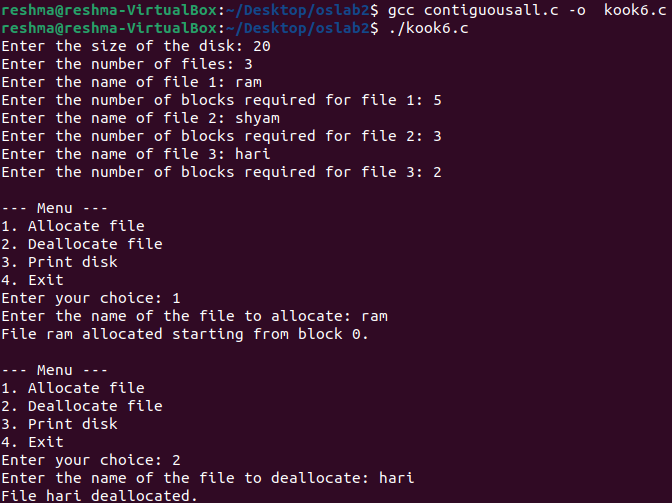 reshma@reshma-VirtualBox:~/Desktop/oslab2$ gcc contiguousall.c -o  kook6.c
reshma@reshma-VirtualBox:~/Desktop/oslab2$ ./kook6.c
Enter the size of the disk: 20
Enter the number of files: 3
Enter the name of file 1: ram
Enter the number of blocks required for file 1: 5
Enter the name of file 2: shyam
Enter the number of blocks required for file 2: 3
Enter the name of file 3: hari
Enter the number of blocks required for file 3: 2

--- Menu ---
1. Allocate file
2. Deallocate file
3. Print disk
4. Exit
Enter your choice: 1
Enter the name of the file to allocate: ram
File ram allocated starting from block 0.

--- Menu ---
1. Allocate file
2. Deallocate file
3. Print disk
4. Exit
Enter your choice: 2
Enter the name of the file to deallocate: hari
File hari deallocated.